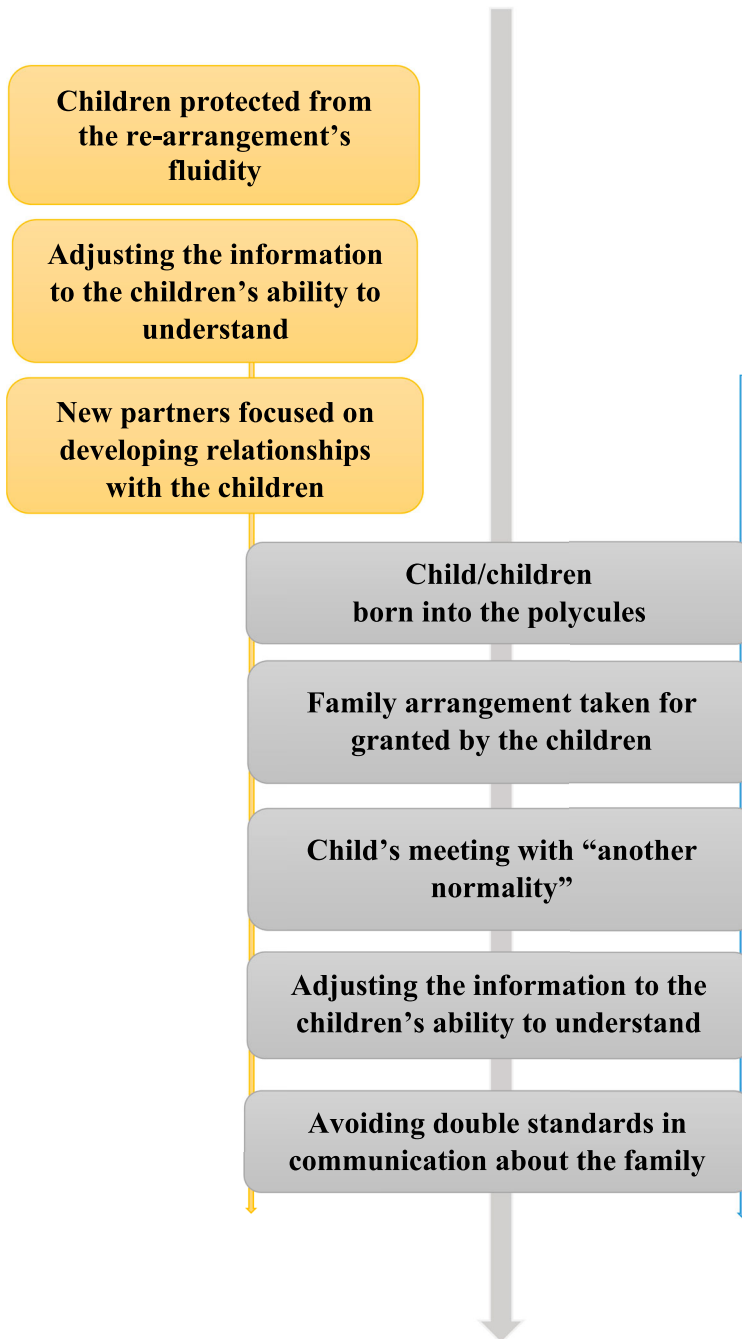 Children protected from
the re-arrangement’s
fluidity
Adjusting the information
to the children’s ability to
understand
New partners focused on
developing relationships
with the children
Child/children
born into the polycules
Family arrangement taken for
granted by the children
Child’s meeting with “another
normality”
Adjusting the information to the
children’s ability to understand
Avoiding double standards in
communication about the family